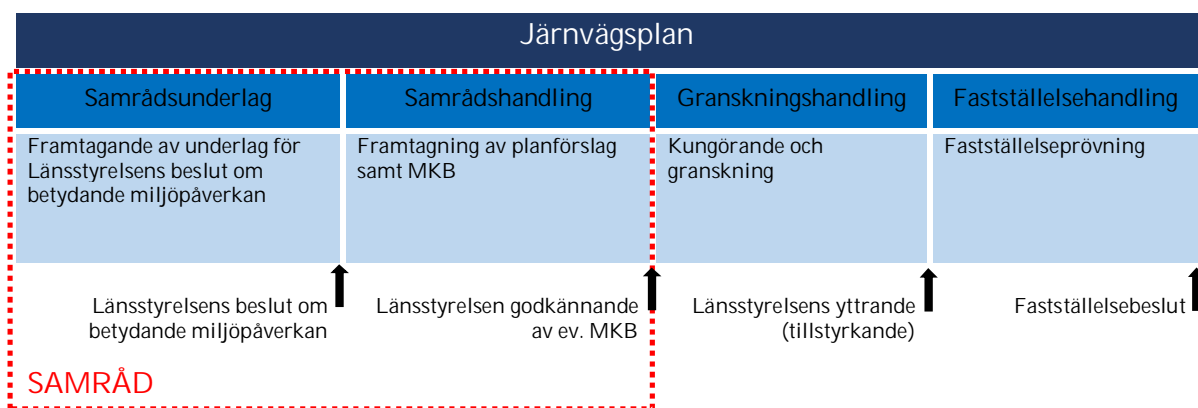 Järnvägsplan
Samrådsunderlag
Samrådshandling
Granskningshandling
Fastställelsehandling
Framtagande av underlag för
Länsstyrelsens beslut om
betydande miljöpåverkan
Framtagning av planförslag
samt MKB
Kungörande och
granskning
Fastställelseprövning
Länsstyrelsens beslut om
betydande miljöpåverkan
Länsstyrelsen godkännande
av ev. MKB
Länsstyrelsens yttrande
(tillstyrkande)
Fastställelsebeslut
SAMRÅD